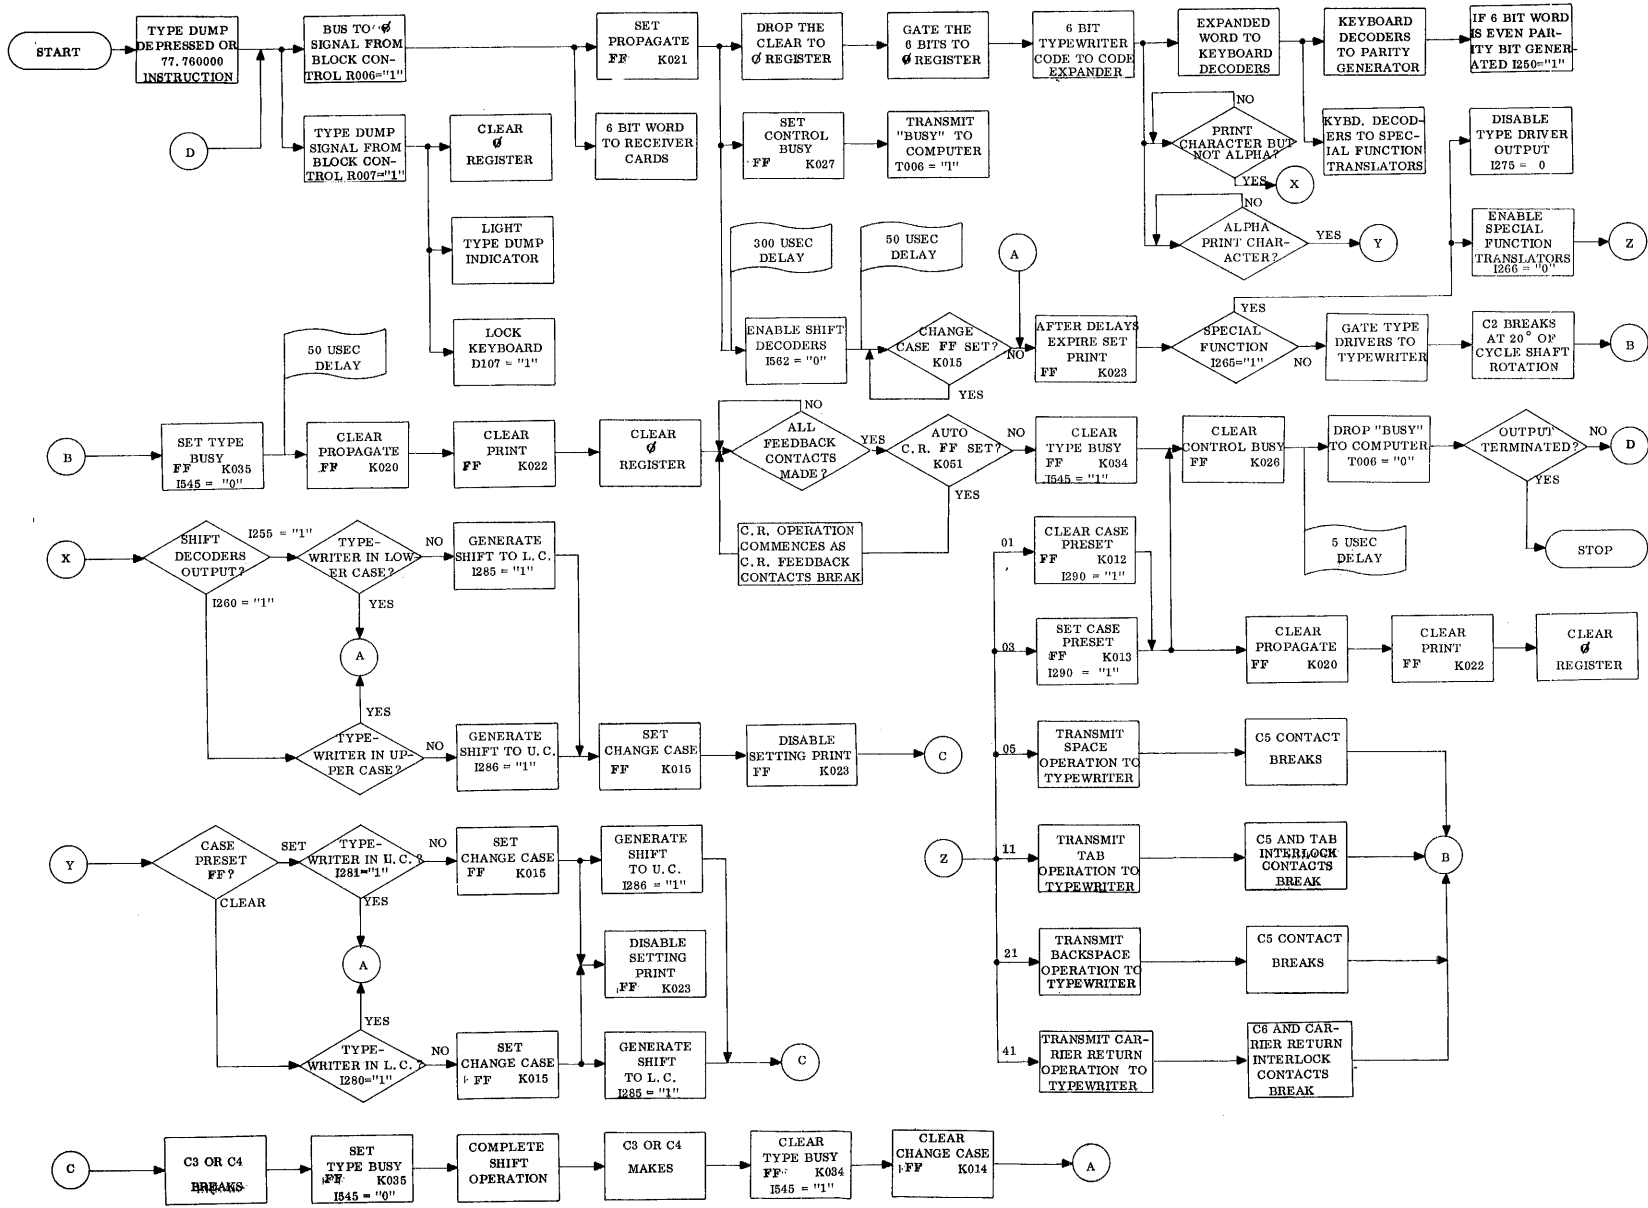 START
TYPE DUMP
DEPRESSED OR
77.760000
INSTRUCTION
BUS TO Ø
SIGNAL FROM
BLOCK CON-
TROL R006="1"
SET
PROPAGATE
FF K021
DROP THE
CLEAR TO
Ø REGISTER
GATE THE
6 BITS TO
Ø REGISTER
6 BIT
TYPEWRITER
CODE TO CODE
EXPANDER
EXPANDED
WORD TO
KEYBOARD
DECODERS
KEYBOARD
DECODERS
TO PARITY
GENERATOR
IF 6 BIT WORD
IS EVEN PAR-
ITY BIT GENER-
ATED I250="1"
D
TYPE DUMP
SIGNAL FROM
BLOCK CON-
TROL R007="1"
CLEAR
Ø
REGISTER
6 BIT WORD
TO RECEIVER
CARDS
SET
CONTROL
BUSY
FF K027
TRANSMIT
"BUSY" TO
COMPUTER
T006 = "1"
NO
PRINT
CHARACTER BUT
NOT ALPHA?
YES
X
KYBD. DECOD-
ERS TO SPEC-
IAL FUNCTION
TRANSLATORS
DISABLE
TYPE DRIVER
OUTPUT
I275 = 0
LIGHT
TYPE DUMP
INDICATOR
300 USEC
DELAY
50 USEC
DELAY
A
NO
ALPHA
PRINT CHAR-
ACTER?
YES
Y
ENABLE
SPECIAL
FUNCTION
TRANSLATORS
I266 = "0"
Z
50 USEC
DELAY
LOCK
KEYBOARD
D107 = "1"
ENABLE SHIFT
DECODERS
I562 = "0"
CHANGE
CASE FF SET?
K015
NO
YES
AFTER DELAYS
EXPIRE SET
PRINT
FF K023
YES
SPECIAL
FUNCTION
I265="1"
NO
GATE TYPE
DRIVERS TO
TYPEWRITER
C2 BREAKS
AT 20° OF
CYCLE SHAFT
ROTATION
B
B
SET TYPE
BUSY
FF K035
I545 = "0"
CLEAR
PROPAGATE
FF K020
CLEAR
PRINT
FF K022
CLEAR
Ø
REGISTER
NO
ALL
FEEDBACK
CONTACTS
MADE?
YES
AUTO
C.R. FF SET?
K051
NO
YES
CLEAR
TYPE BUSY
FF K034
I545 = "1"
CLEAR
CONTROL BUSY
FF K026
DROP "BUSY"
TO COMPUTER
T006 = "0"
OUTPUT
TERMINATED?
NO
D
YES
C.R. OPERATION
COMMENCES AS
C.R. FEEDBACK
CONTACTS BREAK
5 USEC
DELAY
STOP
X
SHIFT
DECODERS
OUTPUT?
I255 = "1"
I260 = "1"
TYPE-
WRITER IN LOW-
ER CASE?
NO
YES
GENERATE
SHIFT TO L.C.
I285 = "1"
A
YES
TYPE-
WRITER IN UP-
PER CASE?
NO
GENERATE
SHIFT TO U.C.
I286 = "1"
SET
CHANGE CASE
FF K015
DISABLE
SETTING PRINT
FF K023
C
01
CLEAR CASE
PRESET
FF K012
I290 = "1"
03
SET CASE
PRESET
FF K013
I290 = "1"
CLEAR
PROPAGATE
FF K020
CLEAR
PRINT
FF K022
CLEAR
Ø
REGISTER
05
TRANSMIT
SPACE
OPERATION TO
TYPEWRITER
C5 CONTACT
BREAKS
Z
11
TRANSMIT
TAB
OPERATION TO
TYPEWRITER
C5 AND TAB
INTERLOCK
CONTACTS
BREAK
B
21
TRANSMIT
BACKSPACE
OPERATION TO
TYPEWRITER
C5 CONTACT
BREAKS
41
TRANSMIT CAR-
RIER RETURN
OPERATION TO
TYPEWRITER
C6 AND CAR-
RIER RETURN
INTERLOCK
CONTACTS
BREAK
Y
CASE
PRESET
FF?
SET
CLEAR
TYPE-
WRITER IN U.C.?
I281="1"
NO
YES
SET
CHANGE CASE
FF K015
GENERATE
SHIFT
TO U.C.
I286 = "1"
A
DISABLE
SETTING
PRINT
FF K023
YES
TYPE-
WRITER IN L.C.?
I280="1"
NO
SET
CHANGE CASE
FF K015
GENERATE
SHIFT
TO L.C.
I285 = "1"
C
C
C3 OR C4
BREAKS
SET
TYPE BUSY
FF K035
I545 = "0"
COMPLETE
SHIFT
OPERATION
C3 OR C4
MAKES
CLEAR
TYPE BUSY
FF K034
I545 = "1"
CLEAR
CHANGE CASE
FF K014
A